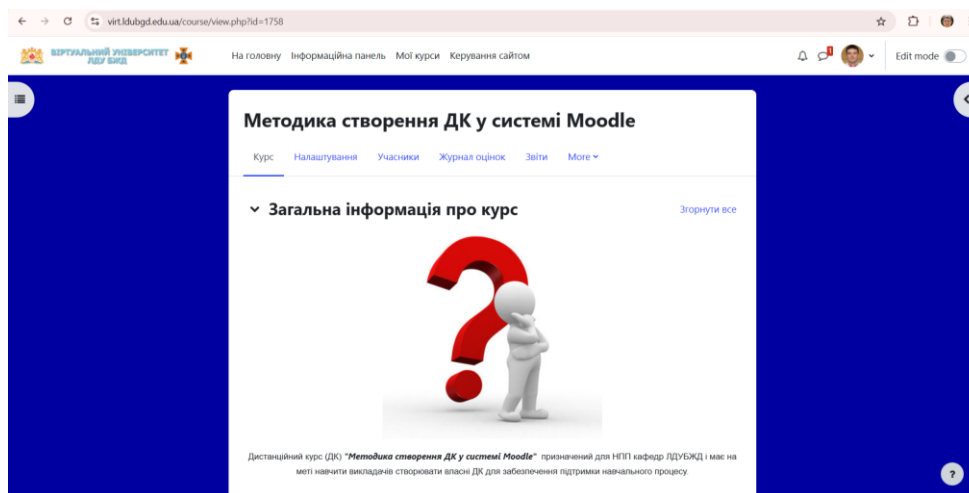 virt.ldubgd.edu.ua/course/view.php?id=1758
ВІРТУАЛЬНИЙ УНІВЕРСИТЕТ
ЛДУ БЖД
На головну Інформаційна панель Мої курси Керування сайтом
1
Edit mode
Методика створення ДК у системі Moodle
Курс Налаштування Учасники Журнал оцінок Звіти More
Загальна інформація про курс
Згорнути все
Дистанційний курс (ДК) "Методика створення ДК у системі Moodle" призначений для НПП кафедр ЛДУБЖД і має на
меті навчити викладачів створювати власні ДК для забезпечення підтримки навчального процесу.
?